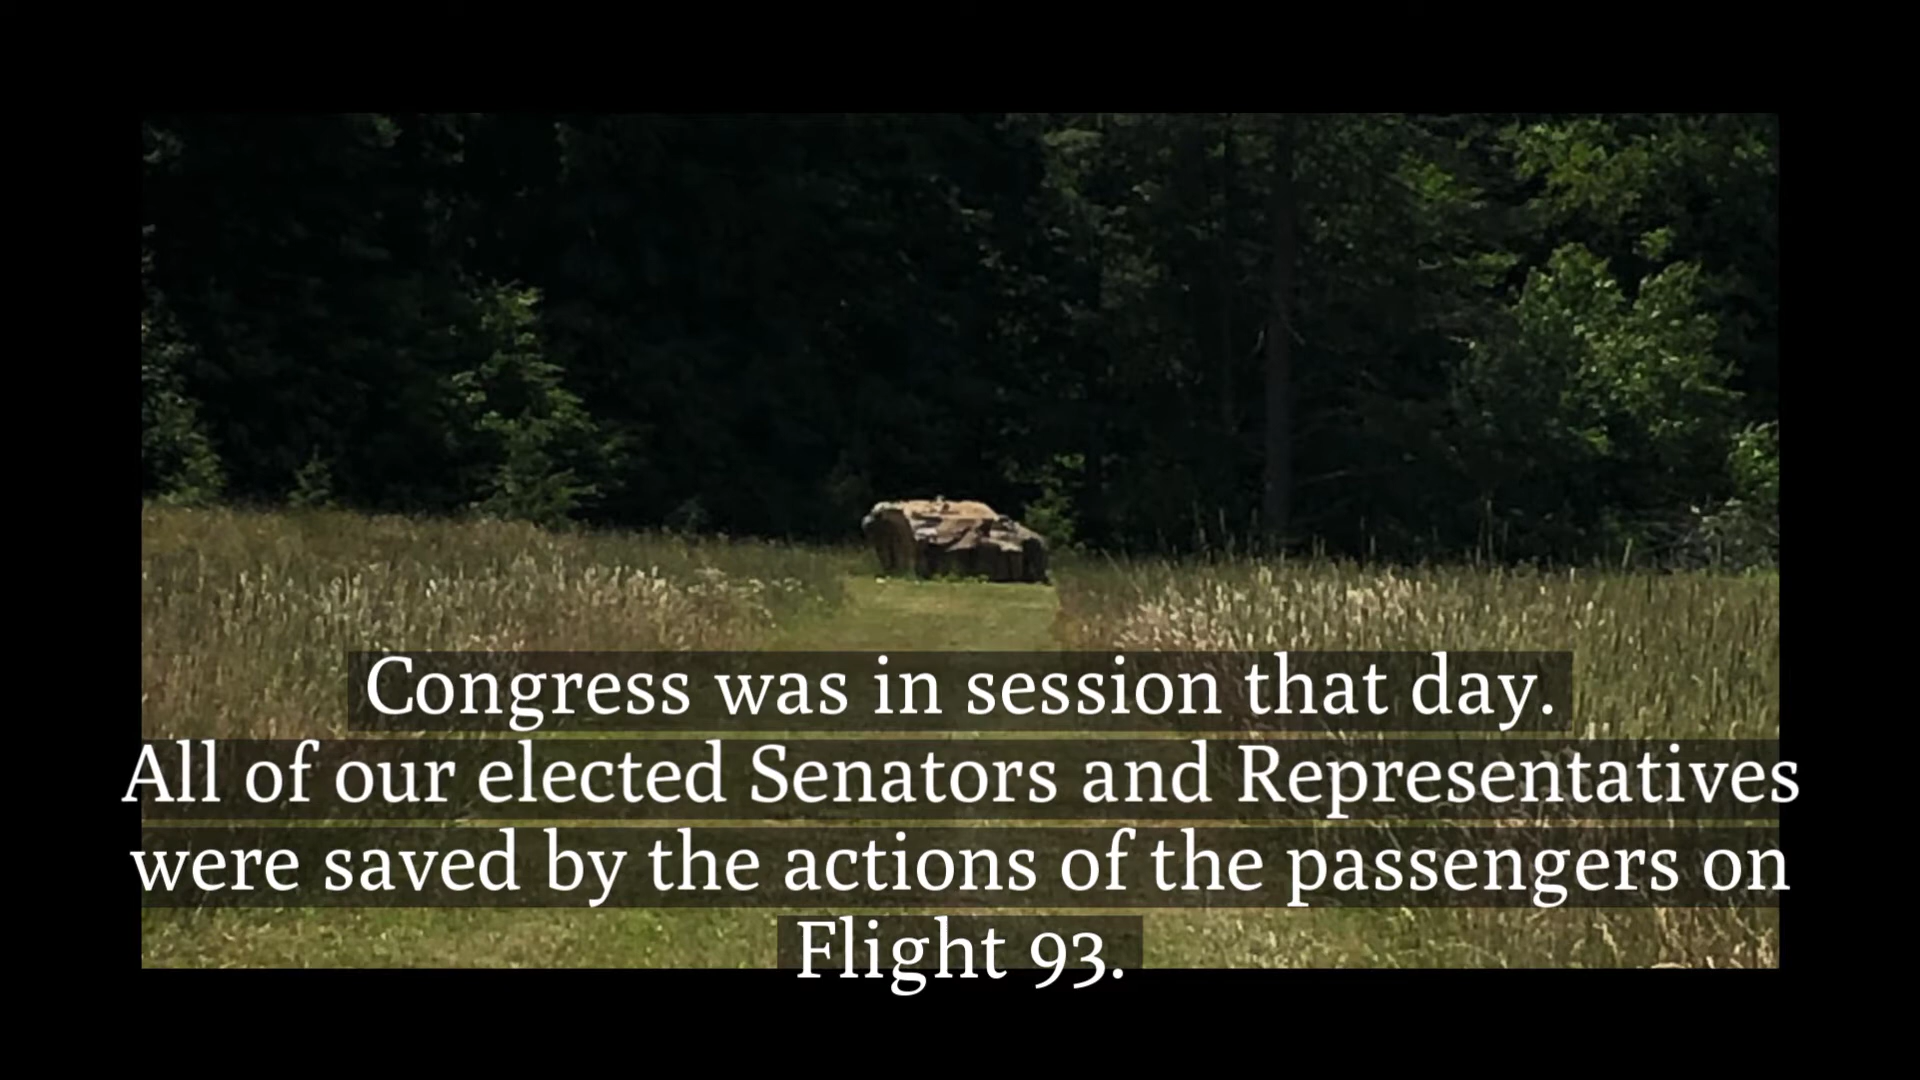 Congress was in session that day.
All of our elected Senators and Representatives
were saved by the actions of the passengers on
Flight 93.